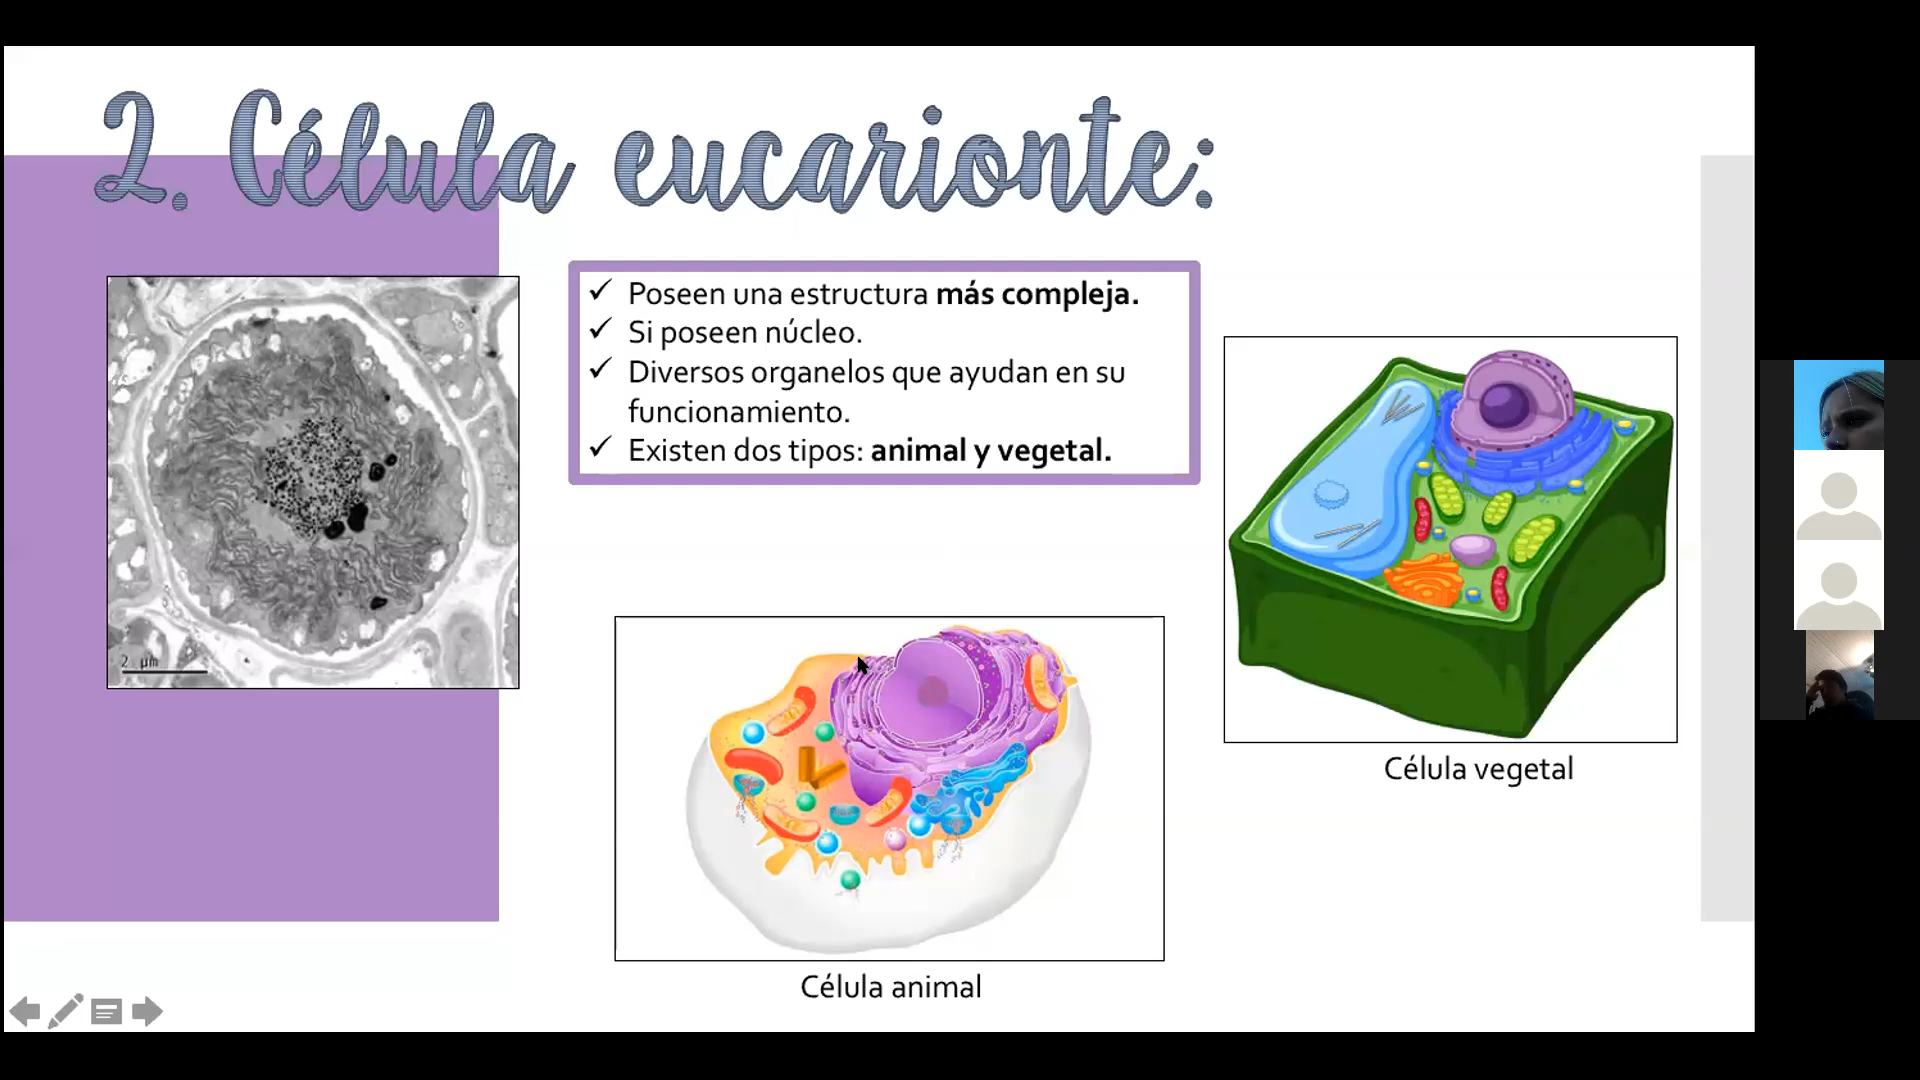 2. Célula eucarionte:
✓ Poseen una estructura más compleja.
✓ Si poseen núcleo.
✓ Diversos organelos que ayudan en su
funcionamiento.
✓ Existen dos tipos: animal y vegetal.
2 µm
Célula vegetal
Célula animal